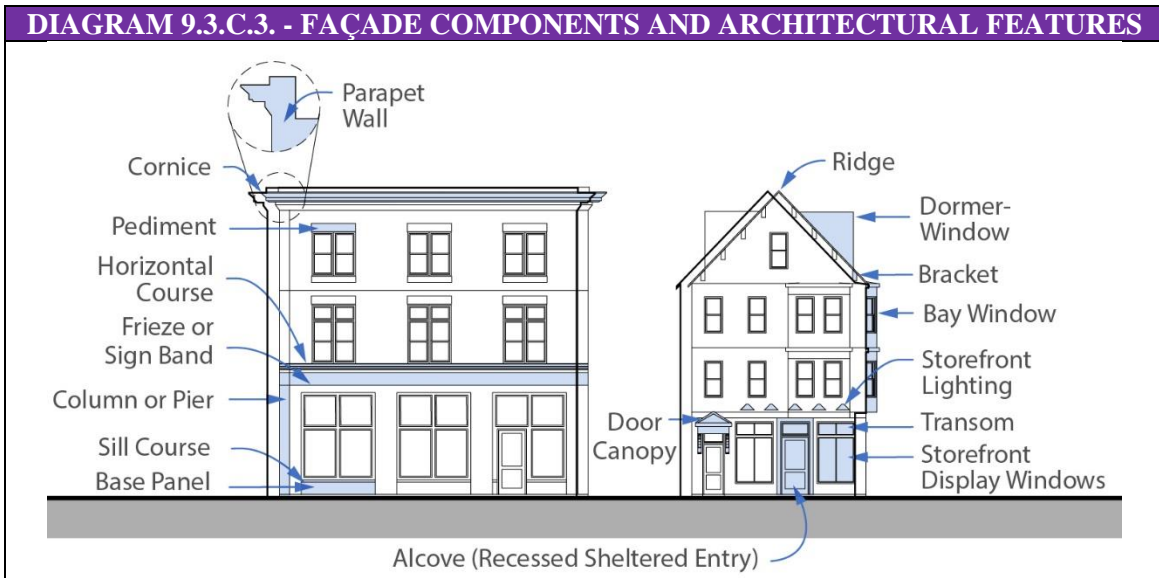 DIAGRAM 9.3.C.3. - FAÇADE COMPONENTS AND ARCHITECTURAL FEATURES
Parapet
Wall
Cornice
Pediment
Horizontal
Course
Frieze or
Sign Band
Column or Pier
Sill Course
Base Panel
Ridge
Dormer-
Window
Bracket
Bay Window
Storefront
Lighting
Door
Canopy
Transom
Storefront
Display Windows
Alcove (Recessed Sheltered Entry)